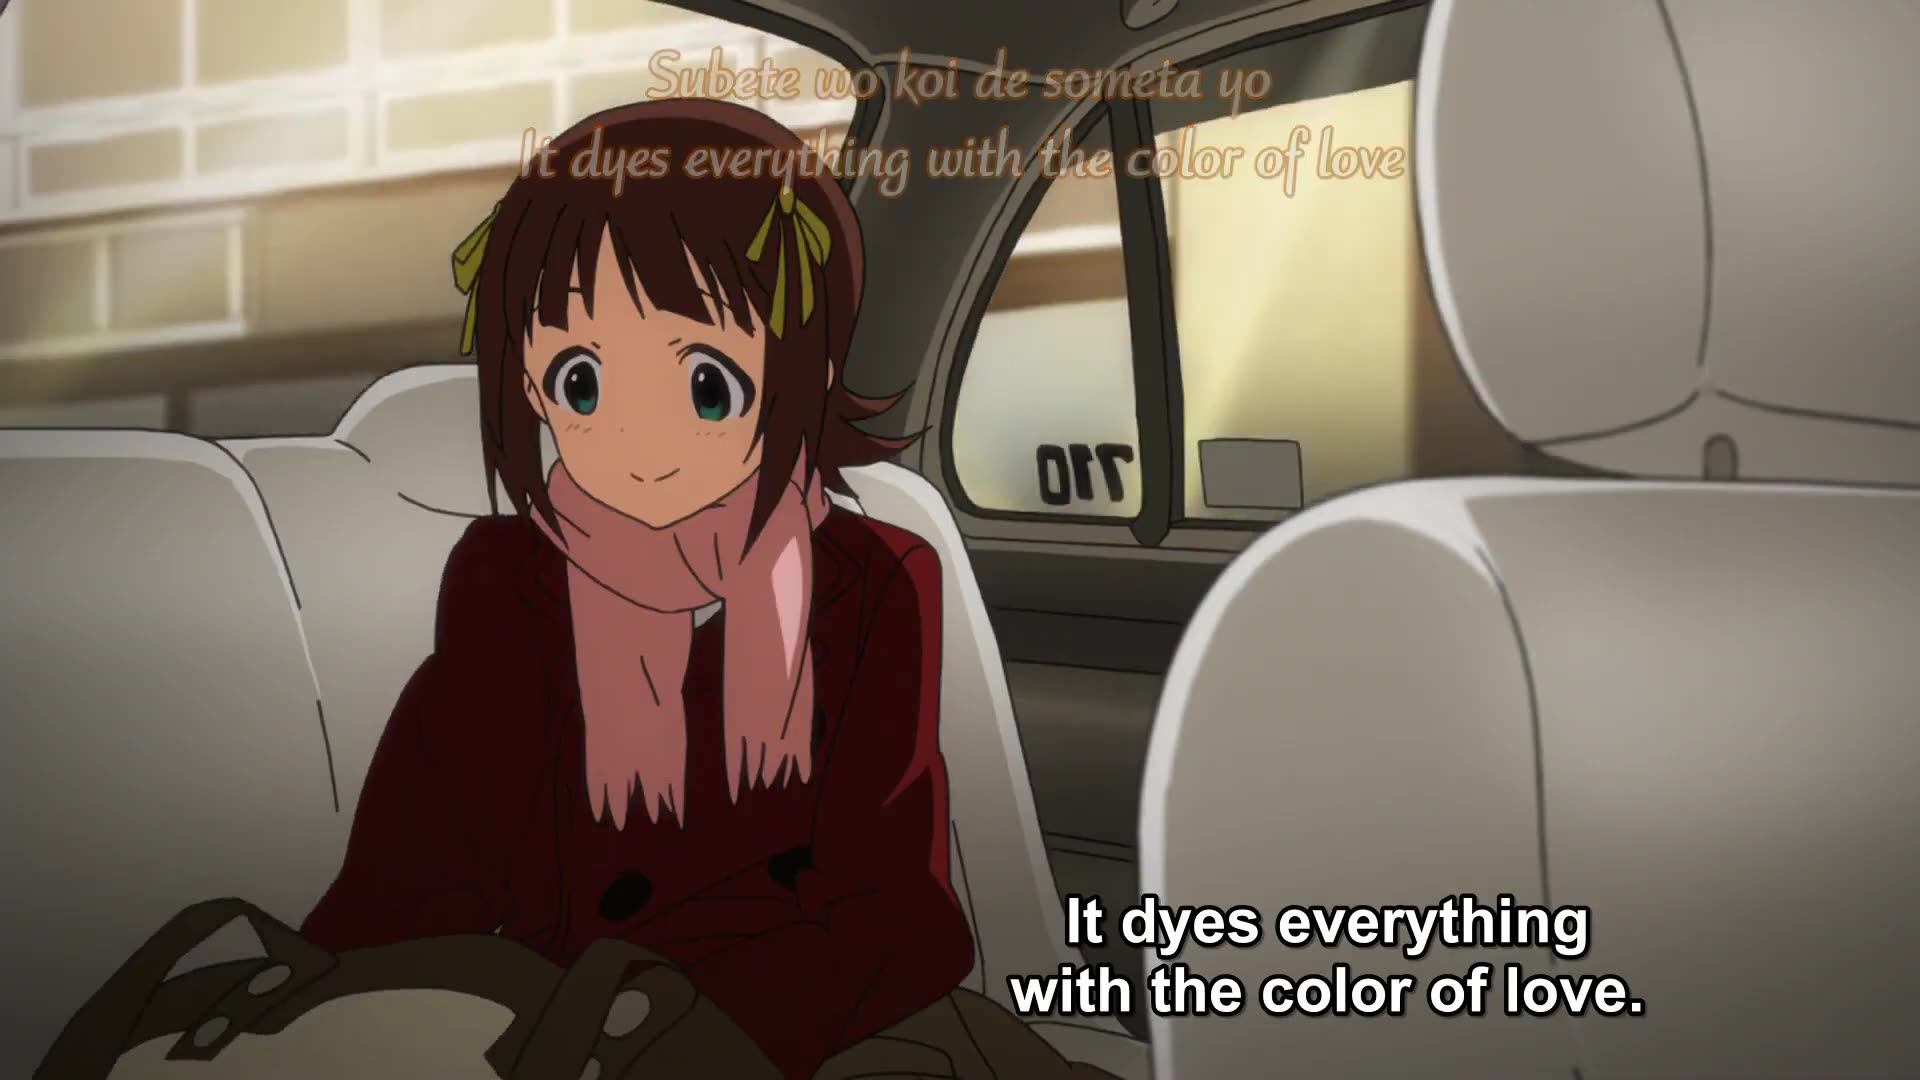 Subete wo koi de someta yo
It dyes everything with the color of love
710
It dyes everything
with the color of love.